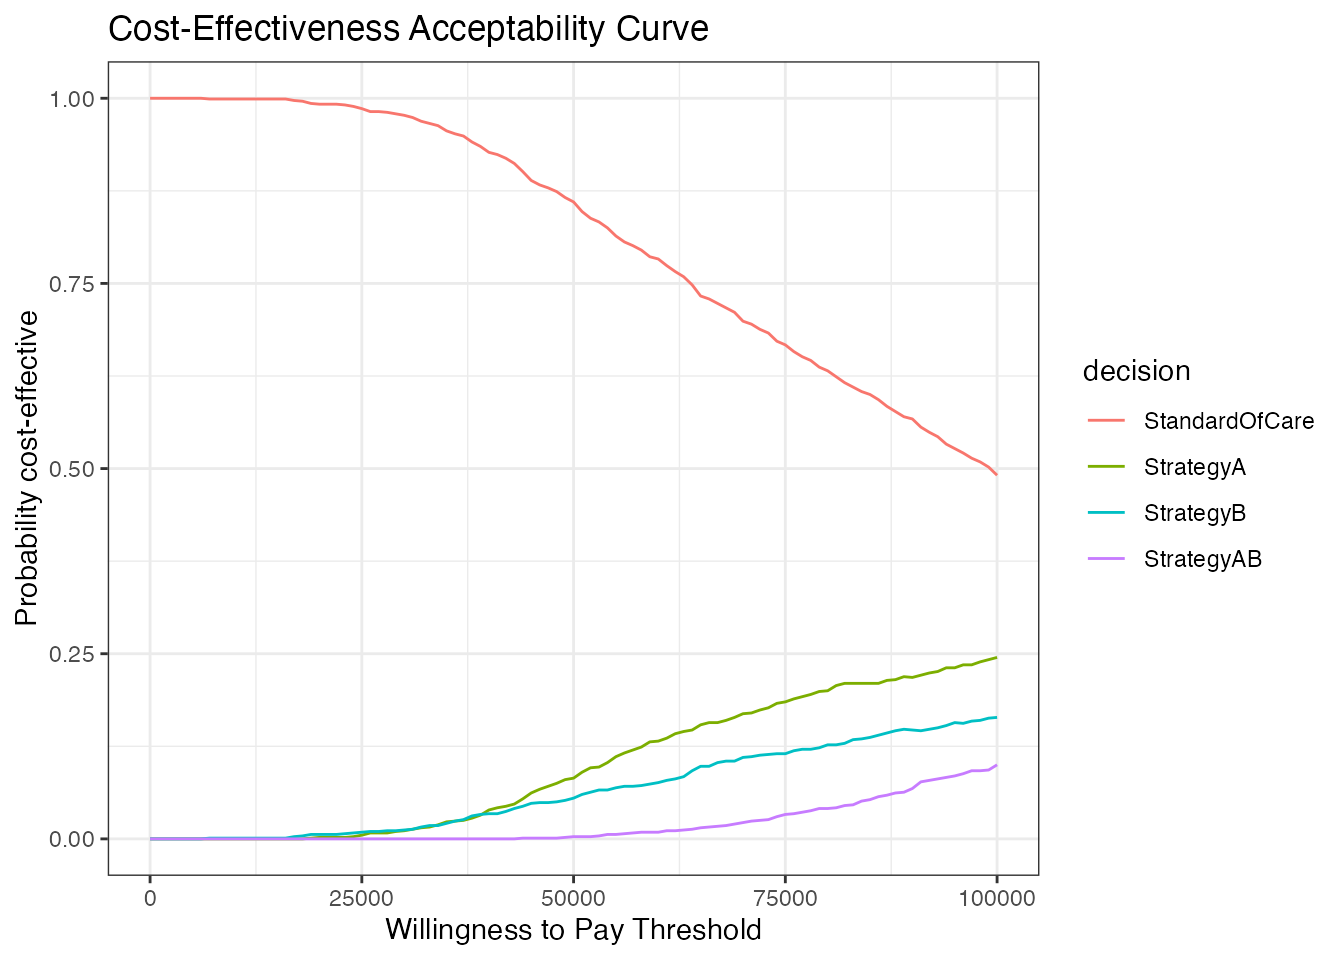 Cost-Effectiveness Acceptability Curve
Probability cost-effective
1.00
0.75
0.50
0.25
0.00
0
25000
50000
75000
100000
Willingness to Pay Threshold
decision
StandardOfCare
StrategyA
StrategyB
StrategyAB